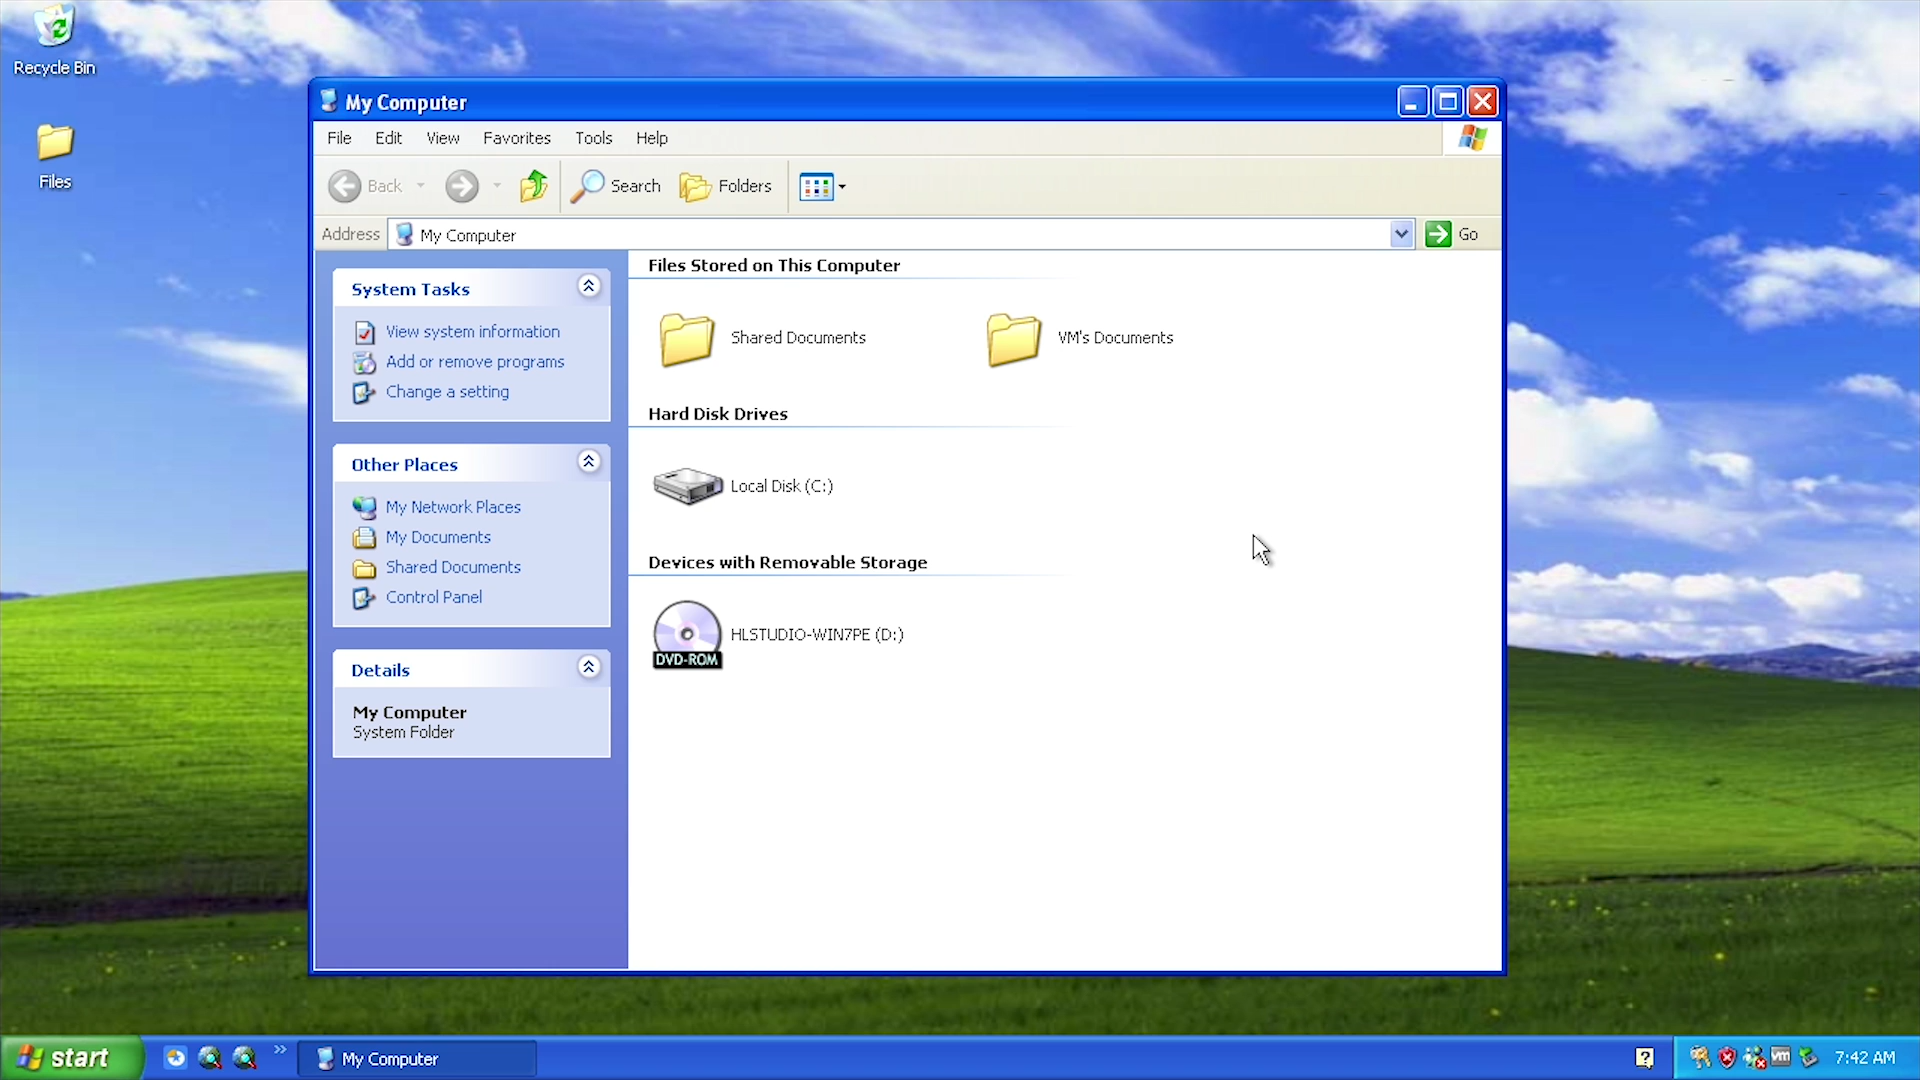 Recycle Bin
Files
My Computer
File Edit View Favorites Tools Help
Back Search Folders
Address My Computer Go
System Tasks
View system information
Add or remove programs
Change a setting
Other Places
My Network Places
My Documents
Shared Documents
Control Panel
Details
My Computer
System Folder
Files Stored on This Computer
Shared Documents VM's Documents
Hard Disk Drives
Local Disk (C:)
Devices with Removable Storage
DVD-ROM HLSTUDIO-WIN7PE (D:)
start My Computer ? vm 7:42 AM